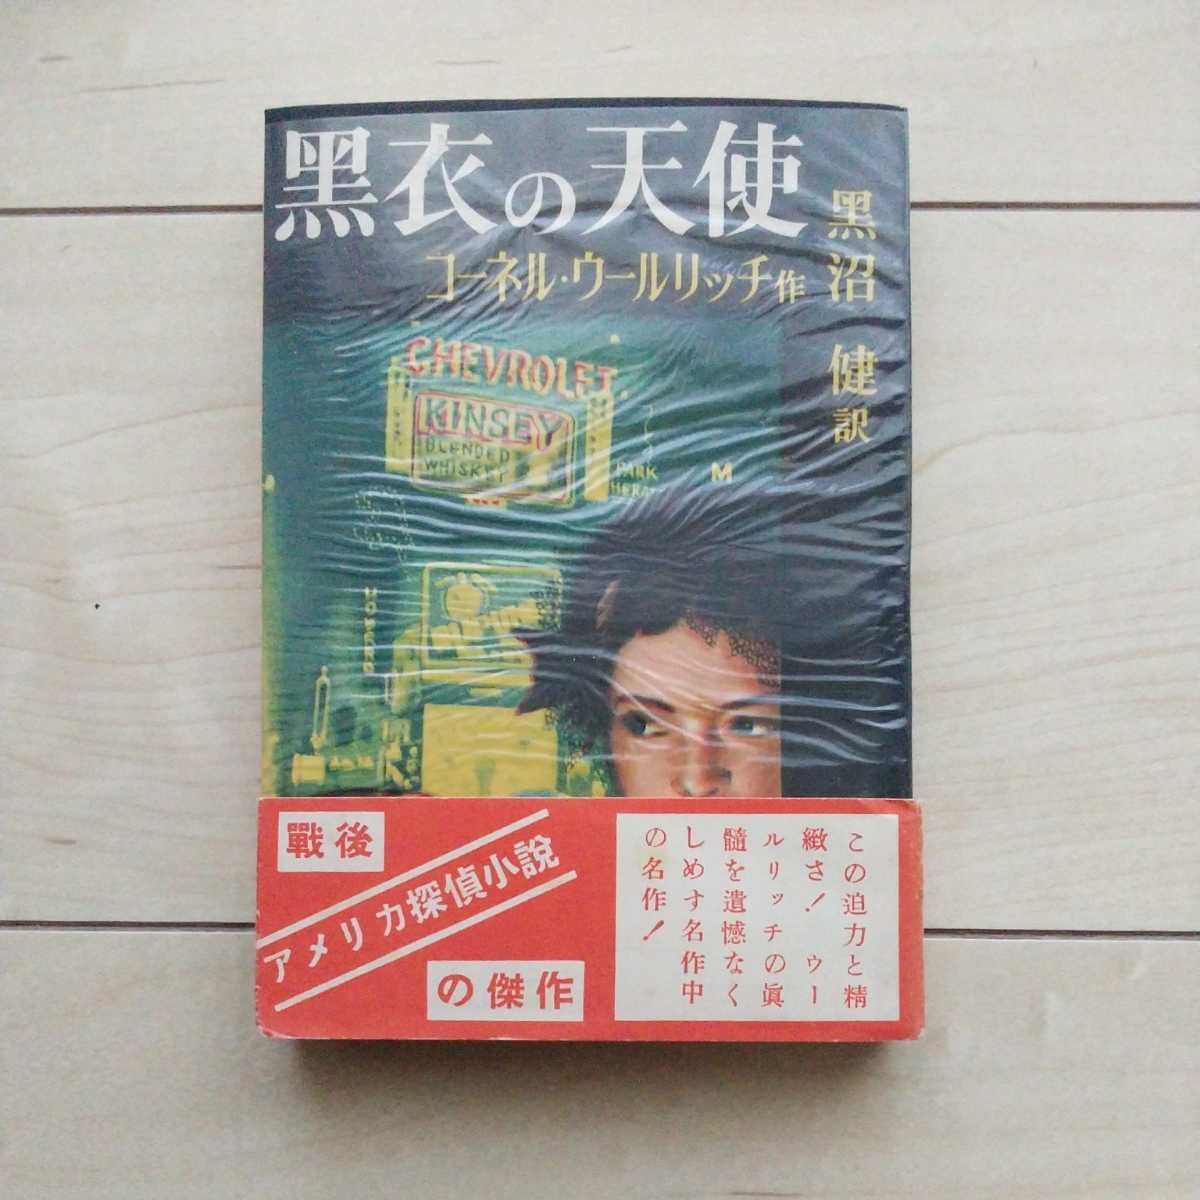 黑衣の天使
コーネル・ウールリッチ作
黑沼 健訳
CHEVROLET
KINSEY
BLENDED
WHISKEY
PARK
M
戰後
アメリカ探偵小説
の傑作
この迫力と精
緻さ！ ウー
ルリッチの眞
髓を遺憾なく
しめす名作中
の名作！